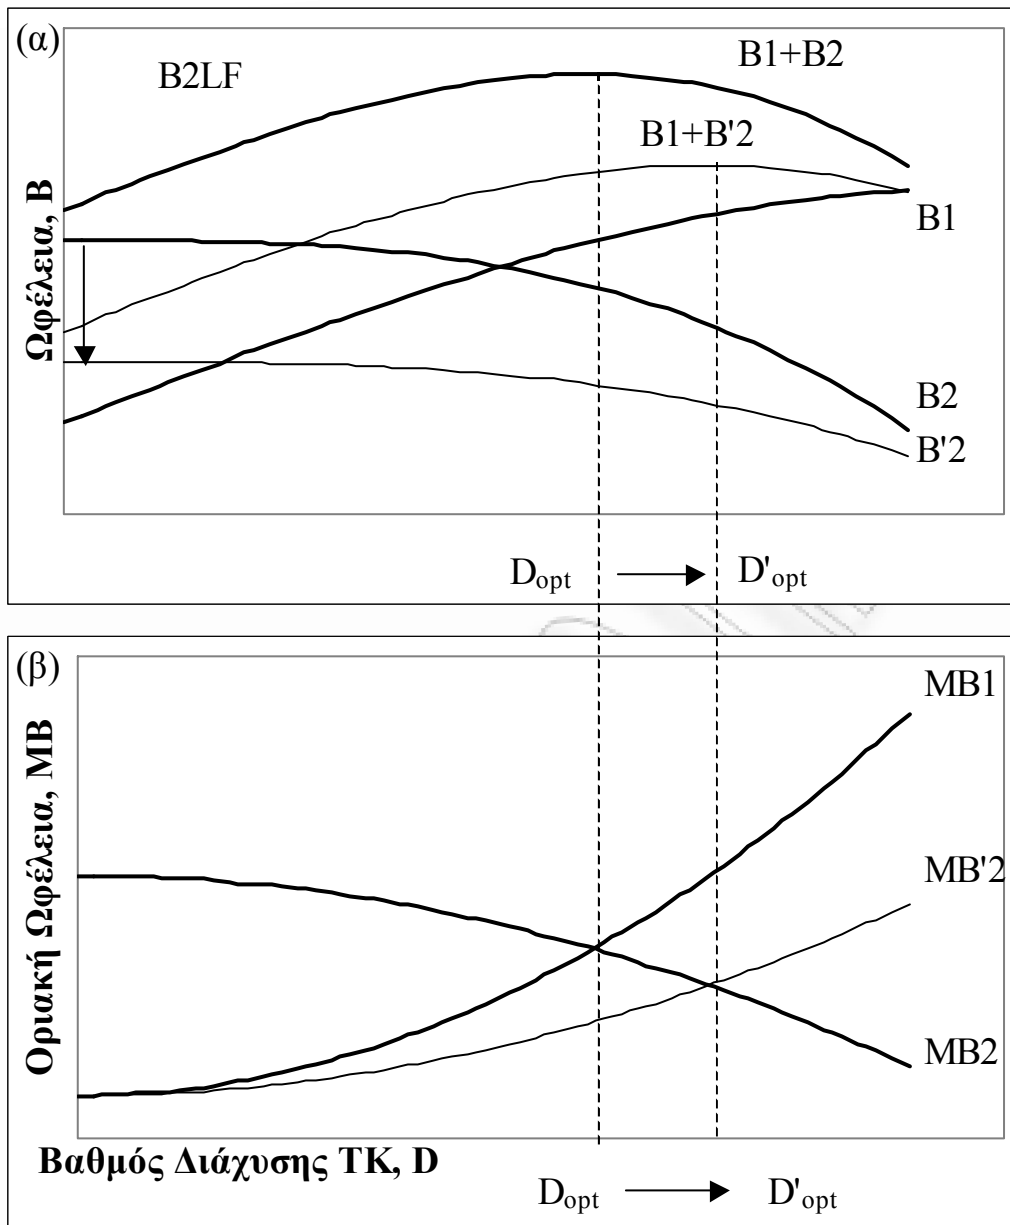 (α)
B2LF
B1+B2
B1+B'2
B1
Ωφέλεια, B
B2
B'2
Dopt
D'opt
(β)
MB1
Οριακή Ωφέλεια, MB
MB'2
MB2
Βαθμός Διάχυσης ΤΚ, D
Dopt
D'opt